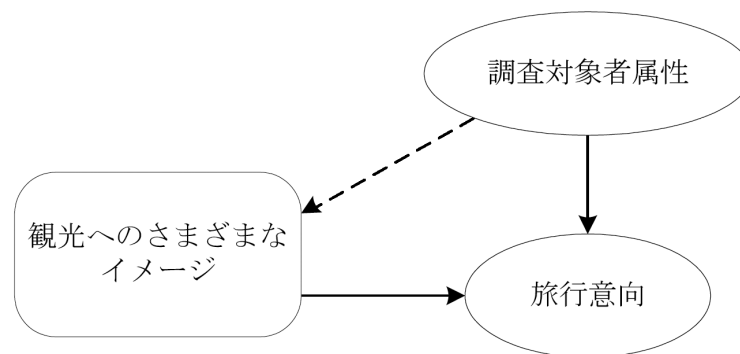 調査対象者属性
観光へのさまざまな
イメージ
旅行意向